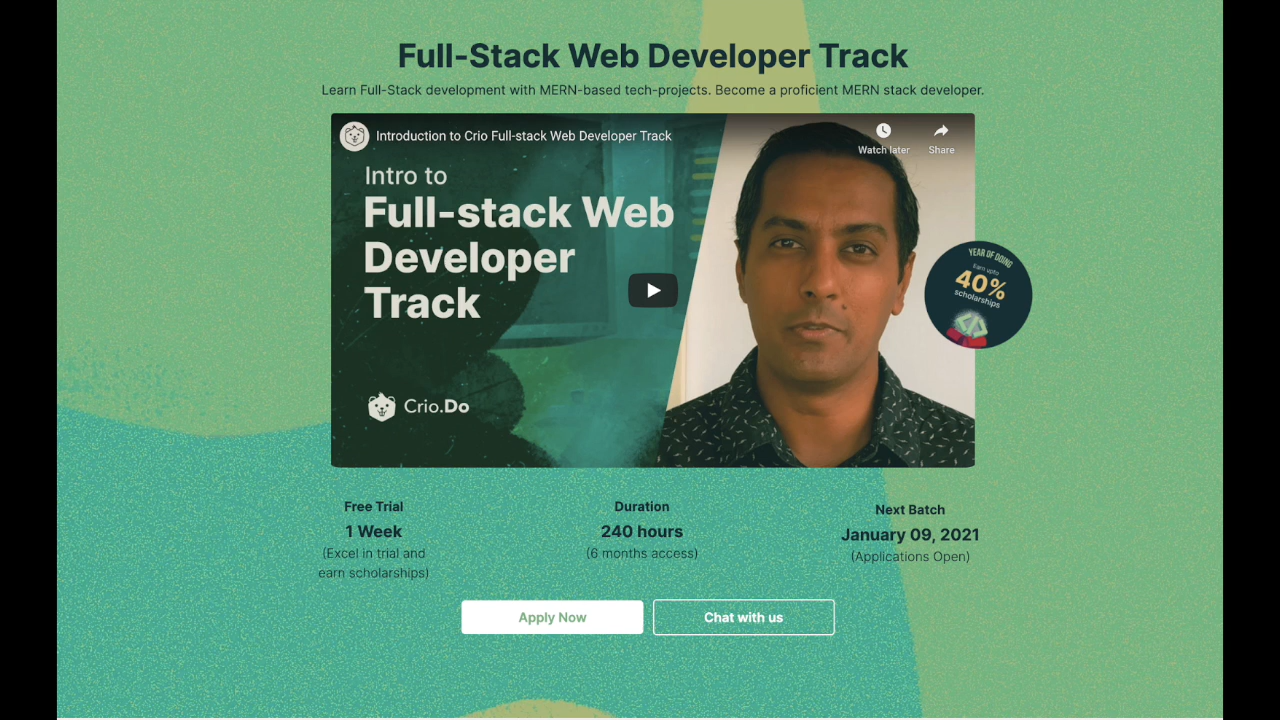 Full-Stack Web Developer Track
Learn Full-Stack development with MERN-based tech-projects. Become a proficient MERN stack developer.
Introduction to Crio Full-stack Web Developer Track
Watch later
Share
Intro to
Full-stack Web
Developer
Track
Crio.Do
YEAR OF DOING
Earn upto
40%
scholarships
Free Trial
1 Week
(Excel in trial and
earn scholarships)
Duration
240 hours
(6 months access)
Next Batch
January 09, 2021
(Applications Open)
Apply Now
Chat with us